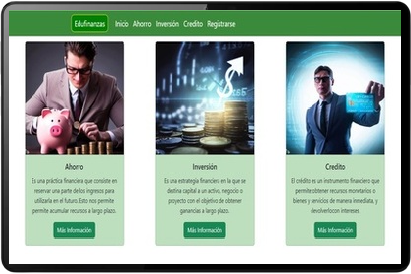 Edufinanzas Inicio Ahorro Inversión Credito Registrarse
Ahorro
Es una práctica financiera que consiste en
reservar una parte delos ingresos para
utilizarla en el futuro.Esto nos permite
permite acumular recursos a largo plazo.
Más Información
Inversión
Es una estrategia financiera en la que se
destina capital a un activo, negocio o
proyecto con el objetivo de obtener
ganancias a largo plazo.
Más Información
Credito
El crédito es un instrumento financiero que
permiteobtener recursos monetarios o
bienes y servicios de manera inmediata, y
devolverlocon intereses
Más Información